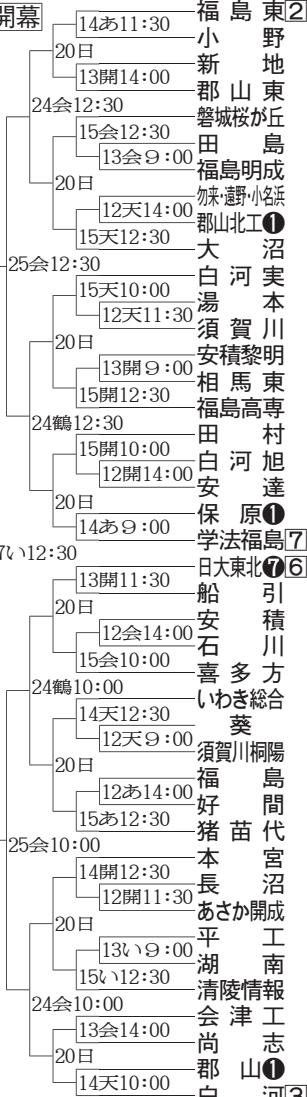 開幕
福島東[2]
14あ11:30
小野
20日
新地
13開14:00
郡山東
24会12:30
磐城桜が丘
15会12:30
田島
13会9:00
福島明成
20日
勿来・遠野・小名浜
12天14:00
郡山北工❶
15天12:30
大沼
25会12:30
白河実
15天10:00
湯本
12天11:30
須賀川
20日
安積黎明
13開9:00
相馬東
15開12:30
福島高専
24鶴12:30
田村
15開10:00
白河旭
12開14:00
安達
20日
保原❶
14あ9:00
学法福島[7]
7い12:30
日大東北❼[6]
13開11:30
船引
20日
安積
12会14:00
石川
15会10:00
喜多方
24鶴10:00
いわき総合
14天12:30
葵
12天9:00
須賀川桐陽
20日
福島
12あ14:00
好間
15あ12:30
猪苗代
25会10:00
本宮
14開12:30
長沼
12開11:30
あさか開成
20日
平工
13い9:00
湖南
15い12:30
清陵情報
24会10:00
会津工
13会14:00
尚志
20日
郡山❶
14天10:00
白河[3]